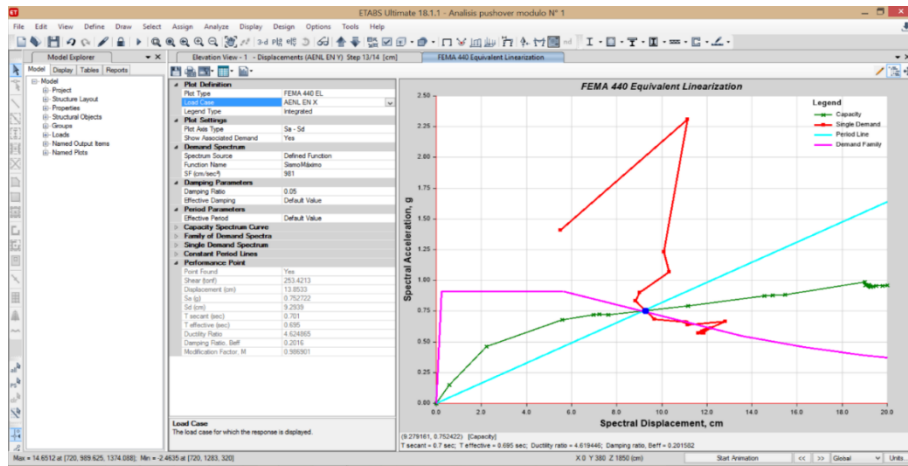 ETABS Ultimate 18.1.1 - Analisis pushover modulo N° 1
File Edit View Define Draw Select Assign Analyze Display Design Options Tools Help
Model Explorer
Elevation View - 1 - Displacements (AENL EN Y) Step 13/14 [cm]
FEMA 440 Equivalent Linearization
Model Display Tables Reports
Model
Project
Structure Layout
Properties
Structural Objects
Groups
Loads
Named Output Items
Named Plots
Plot Definition
Plot Type FEMA 440 EL
Load Case AENL EN X
Legend Type Integrated
Plot Settings
Plot Axis Type Sa - Sd
Show Associated Demand Yes
Demand Spectrum
Spectrum Source Defined Function
Function Name SismoMáximo
SF (cm/sec²) 981
Damping Parameters
Damping Ratio 0.05
Effective Damping Default Value
Period Parameters
Effective Period Default Value
Capacity Spectrum Curve
Family of Demand Spectra
Single Demand Spectrum
Constant Period Lines
Performance Point
Point Found Yes
Shear (tonf) 253.4213
Displacement (cm) 13.8533
Sa (g) 0.752722
Sd (cm) 9.2939
T secant (sec) 0.701
T effective (sec) 0.695
Ductility Ratio 4.624865
Damping Ratio, Beff 0.2016
Modification Factor, M 0.986901
Load Case
The load case for which the response is displayed.
FEMA 440 Equivalent Linearization
Legend
Capacity
Single Demand
Period Line
Demand Family
Spectral Acceleration, g
2.50
2.25
2.00
1.75
1.50
1.25
1.00
0.75
0.50
0.25
0.00
0.0 2.0 4.0 6.0 8.0 10.0 12.0 14.0 16.0 18.0 20.0
Spectral Displacement, cm
(9.279161, 0.752422) [Capacity]
T secant = 0.7 sec; T effective = 0.695 sec; Ductility ratio = 4.619446; Damping ratio, Beff = 0.201502
Max = 14.6512 at [720, 989.625, 1374.088]; Min = -2.4635 at [720, 1283, 320]
X 0 Y 380 Z 1850 (cm)
Start Animation << >> Global Units...